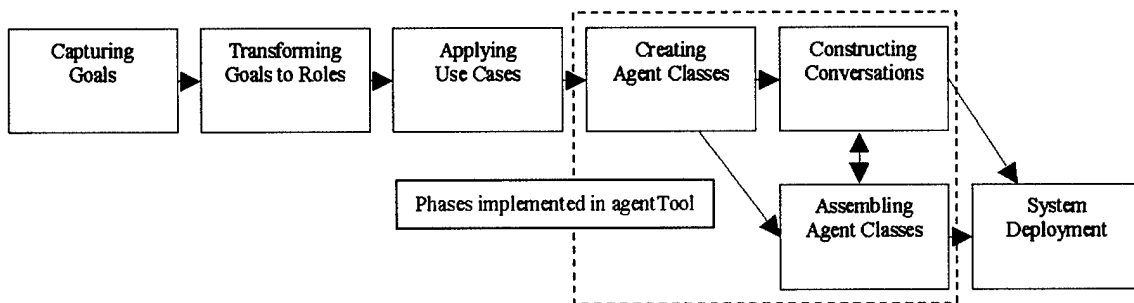 Capturing
Goals
Transforming
Goals to Roles
Applying
Use Cases
Creating
Agent Classes
Constructing
Conversations
Phases implemented in agentTool
Assembling
Agent Classes
System
Deployment